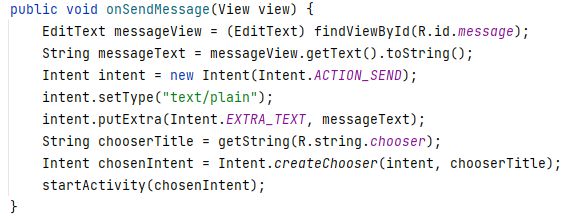 public void onSendMessage(View view) {
    EditText messageView = (EditText) findViewById(R.id.message);
    String messageText = messageView.getText().toString();
    Intent intent = new Intent(Intent.ACTION_SEND);
    intent.setType("text/plain");
    intent.putExtra(Intent.EXTRA_TEXT, messageText);
    String chooserTitle = getString(R.string.chooser);
    Intent chosenIntent = Intent.createChooser(intent, chooserTitle);
    startActivity(chosenIntent);
}